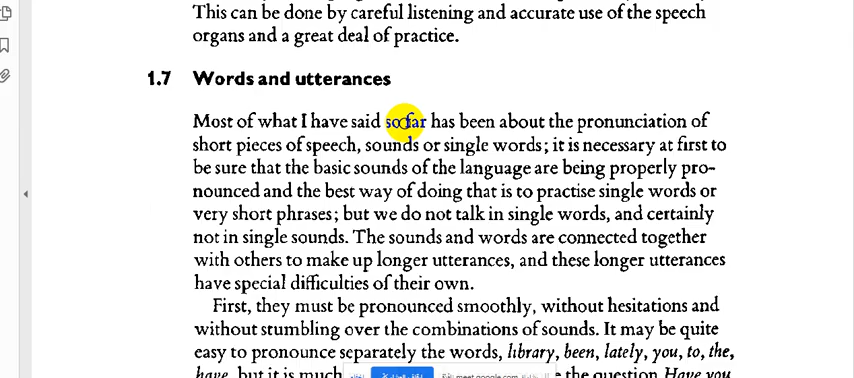 This can be done by careful listening and accurate use of the speech
organs and a great deal of practice.
1.7 Words and utterances
Most of what I have said so far has been about the pronunciation of
short pieces of speech, sounds or single words; it is necessary at first to
be sure that the basic sounds of the language are being properly pro-
nounced and the best way of doing that is to practise single words or
very short phrases; but we do not talk in single words, and certainly
not in single sounds. The sounds and words are connected together
with others to make up longer utterances, and these longer utterances
have special difficulties of their own.
First, they must be pronounced smoothly, without hesitations and
without stumbling over the combinations of sounds. It may be quite
easy to pronounce separately the words, library, been, lately, you, to, the,
have, but it is much the question Have you
meet.google.com